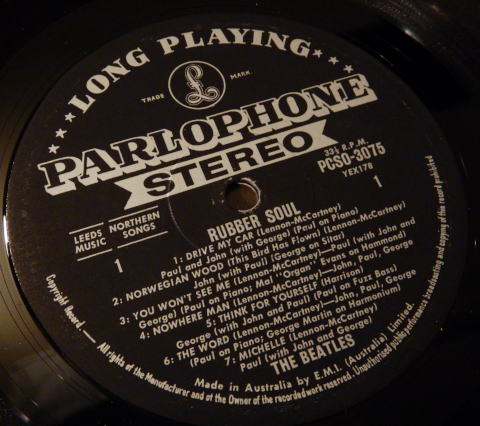 ★ LONG PLAYING ★
TRADE MARK.
£
PARLOPHONE
STEREO
33⅓ R.P.M.
PCSO-3075
YEX178
LEEDS MUSIC
NORTHERN SONGS
1
1
RUBBER SOUL
1: DRIVE MY CAR (Lennon-McCartney)
Paul and John (with George) (Paul on Piano)
2: NORWEGIAN WOOD (This Bird Has Flown) (Lennon-McCartney)
John (with Paul) (George on Sitar)
3: YOU WON'T SEE ME (Lennon-McCartney)—Paul (with John and
George) (Paul on Piano; Mal 'Organ' Evans on Hammond)
4: NOWHERE MAN (Lennon-McCartney)—John, Paul, George
5: THINK FOR YOURSELF (Harrison)
George (with John and Paul) (Paul on Fuzz Bass)
6: THE WORD (Lennon-McCartney)—John, Paul, George
(Paul on Piano; George Martin on Harmonium)
7: MICHELLE (Lennon-McCartney)
Paul (with John and George)
THE BEATLES
Made in Australia by E.M.I. (Australia) Limited.
Copyright Record. — All rights of the Manufacturer and at the Owner of the recorded work reserved. Unauthorised public performance, broadcasting and copying of this record prohibited